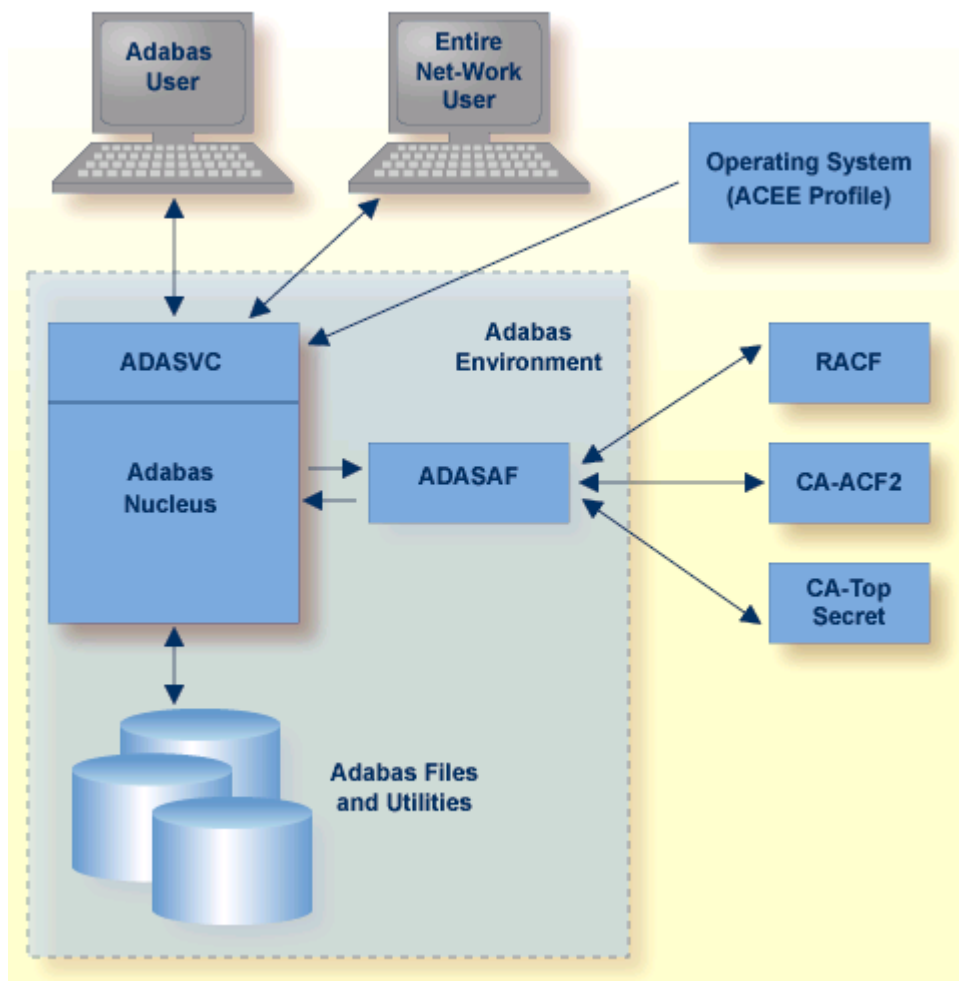 Adabas
User
Entire
Net-Work
User
Operating System
(ACEE Profile)
ADASVC
Adabas
Environment
RACF
Adabas
Nucleus
ADASAF
CA-ACF2
CA-Top
Secret
Adabas Files
and Utilities